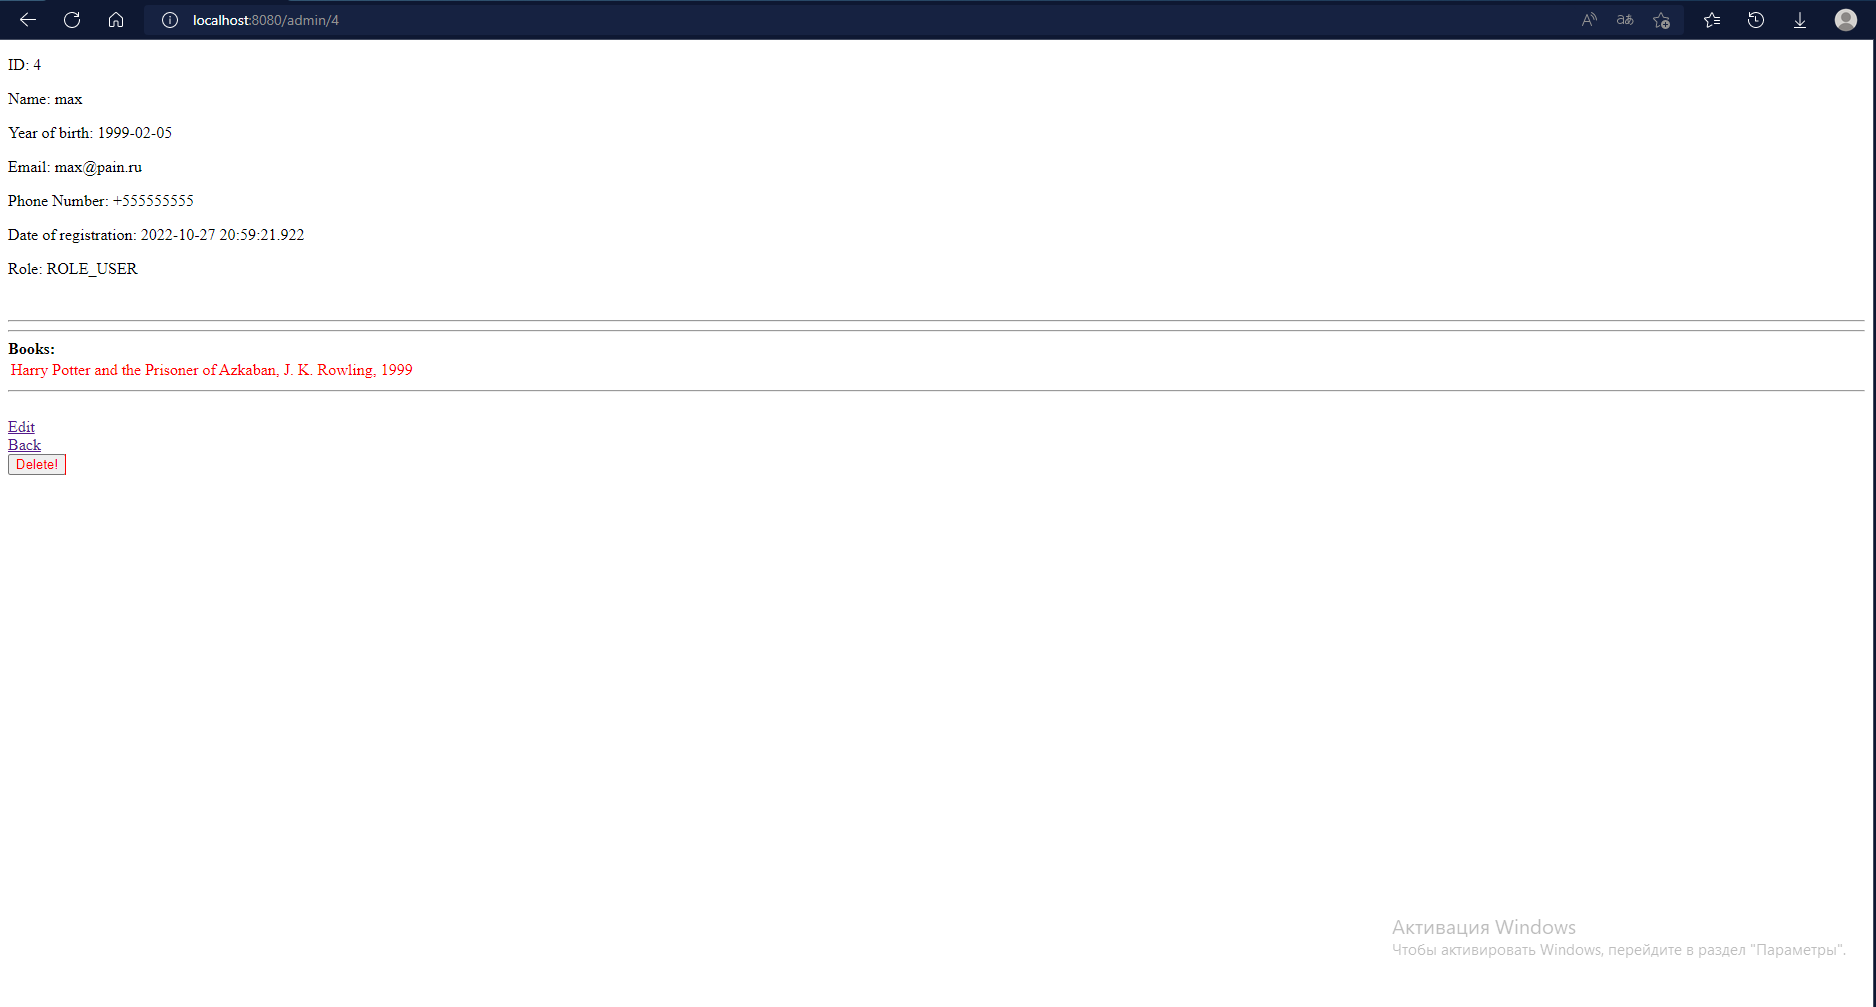 localhost:8080/admin/4
ID: 4
Name: max
Year of birth: 1999-02-05
Email: max@pain.ru
Phone Number: +555555555
Date of registration: 2022-10-27 20:59:21.922
Role: ROLE_USER
Books:
Harry Potter and the Prisoner of Azkaban, J. K. Rowling, 1999
Edit
Back
Delete!
Активация Windows
Чтобы активировать Windows, перейдите в раздел "Параметры".